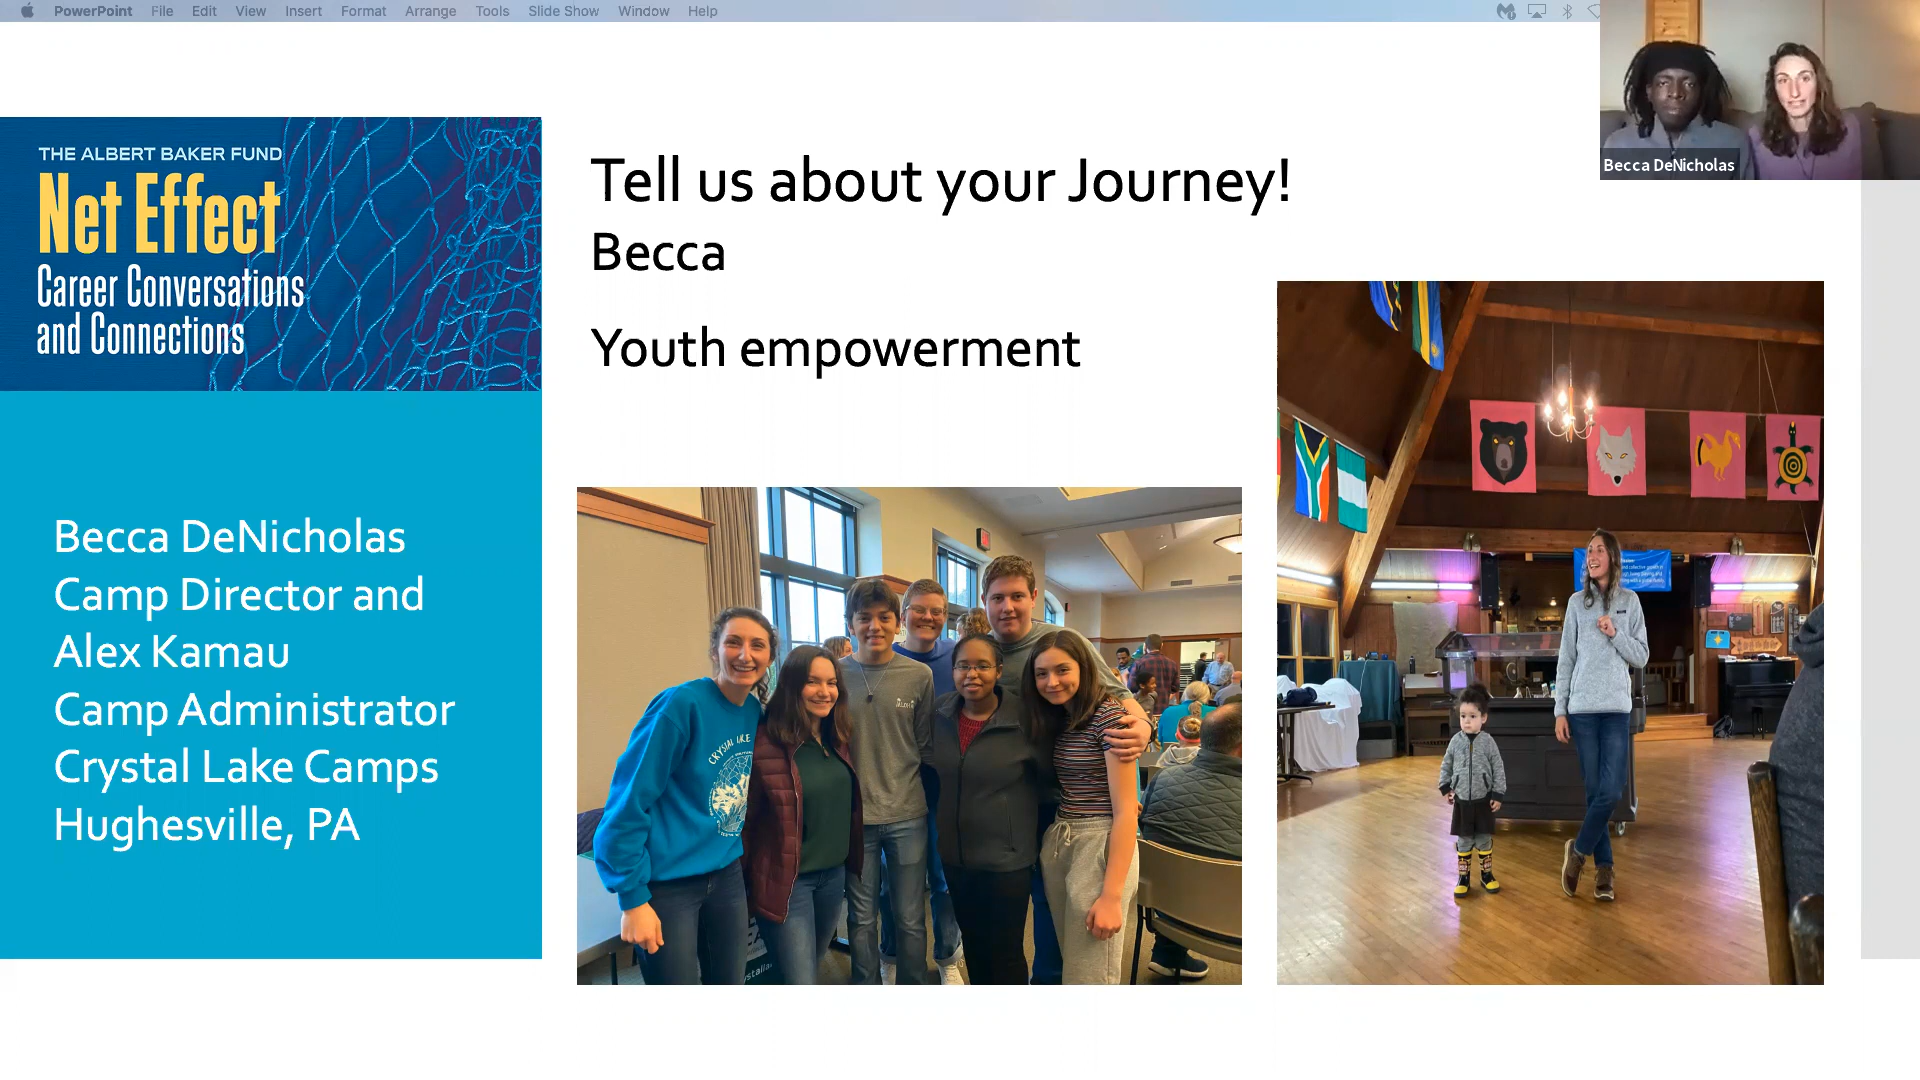 PowerPoint File Edit View Insert Format Arrange Tools Slide Show Window Help
Becca DeNicholas
THE ALBERT BAKER FUND
Net Effect
Career Conversations
and Connections
Tell us about your Journey!
Becca
Youth empowerment
Becca DeNicholas
Camp Director and
Alex Kamau
Camp Administrator
Crystal Lake Camps
Hughesville, PA
CRYSTAL LAKE